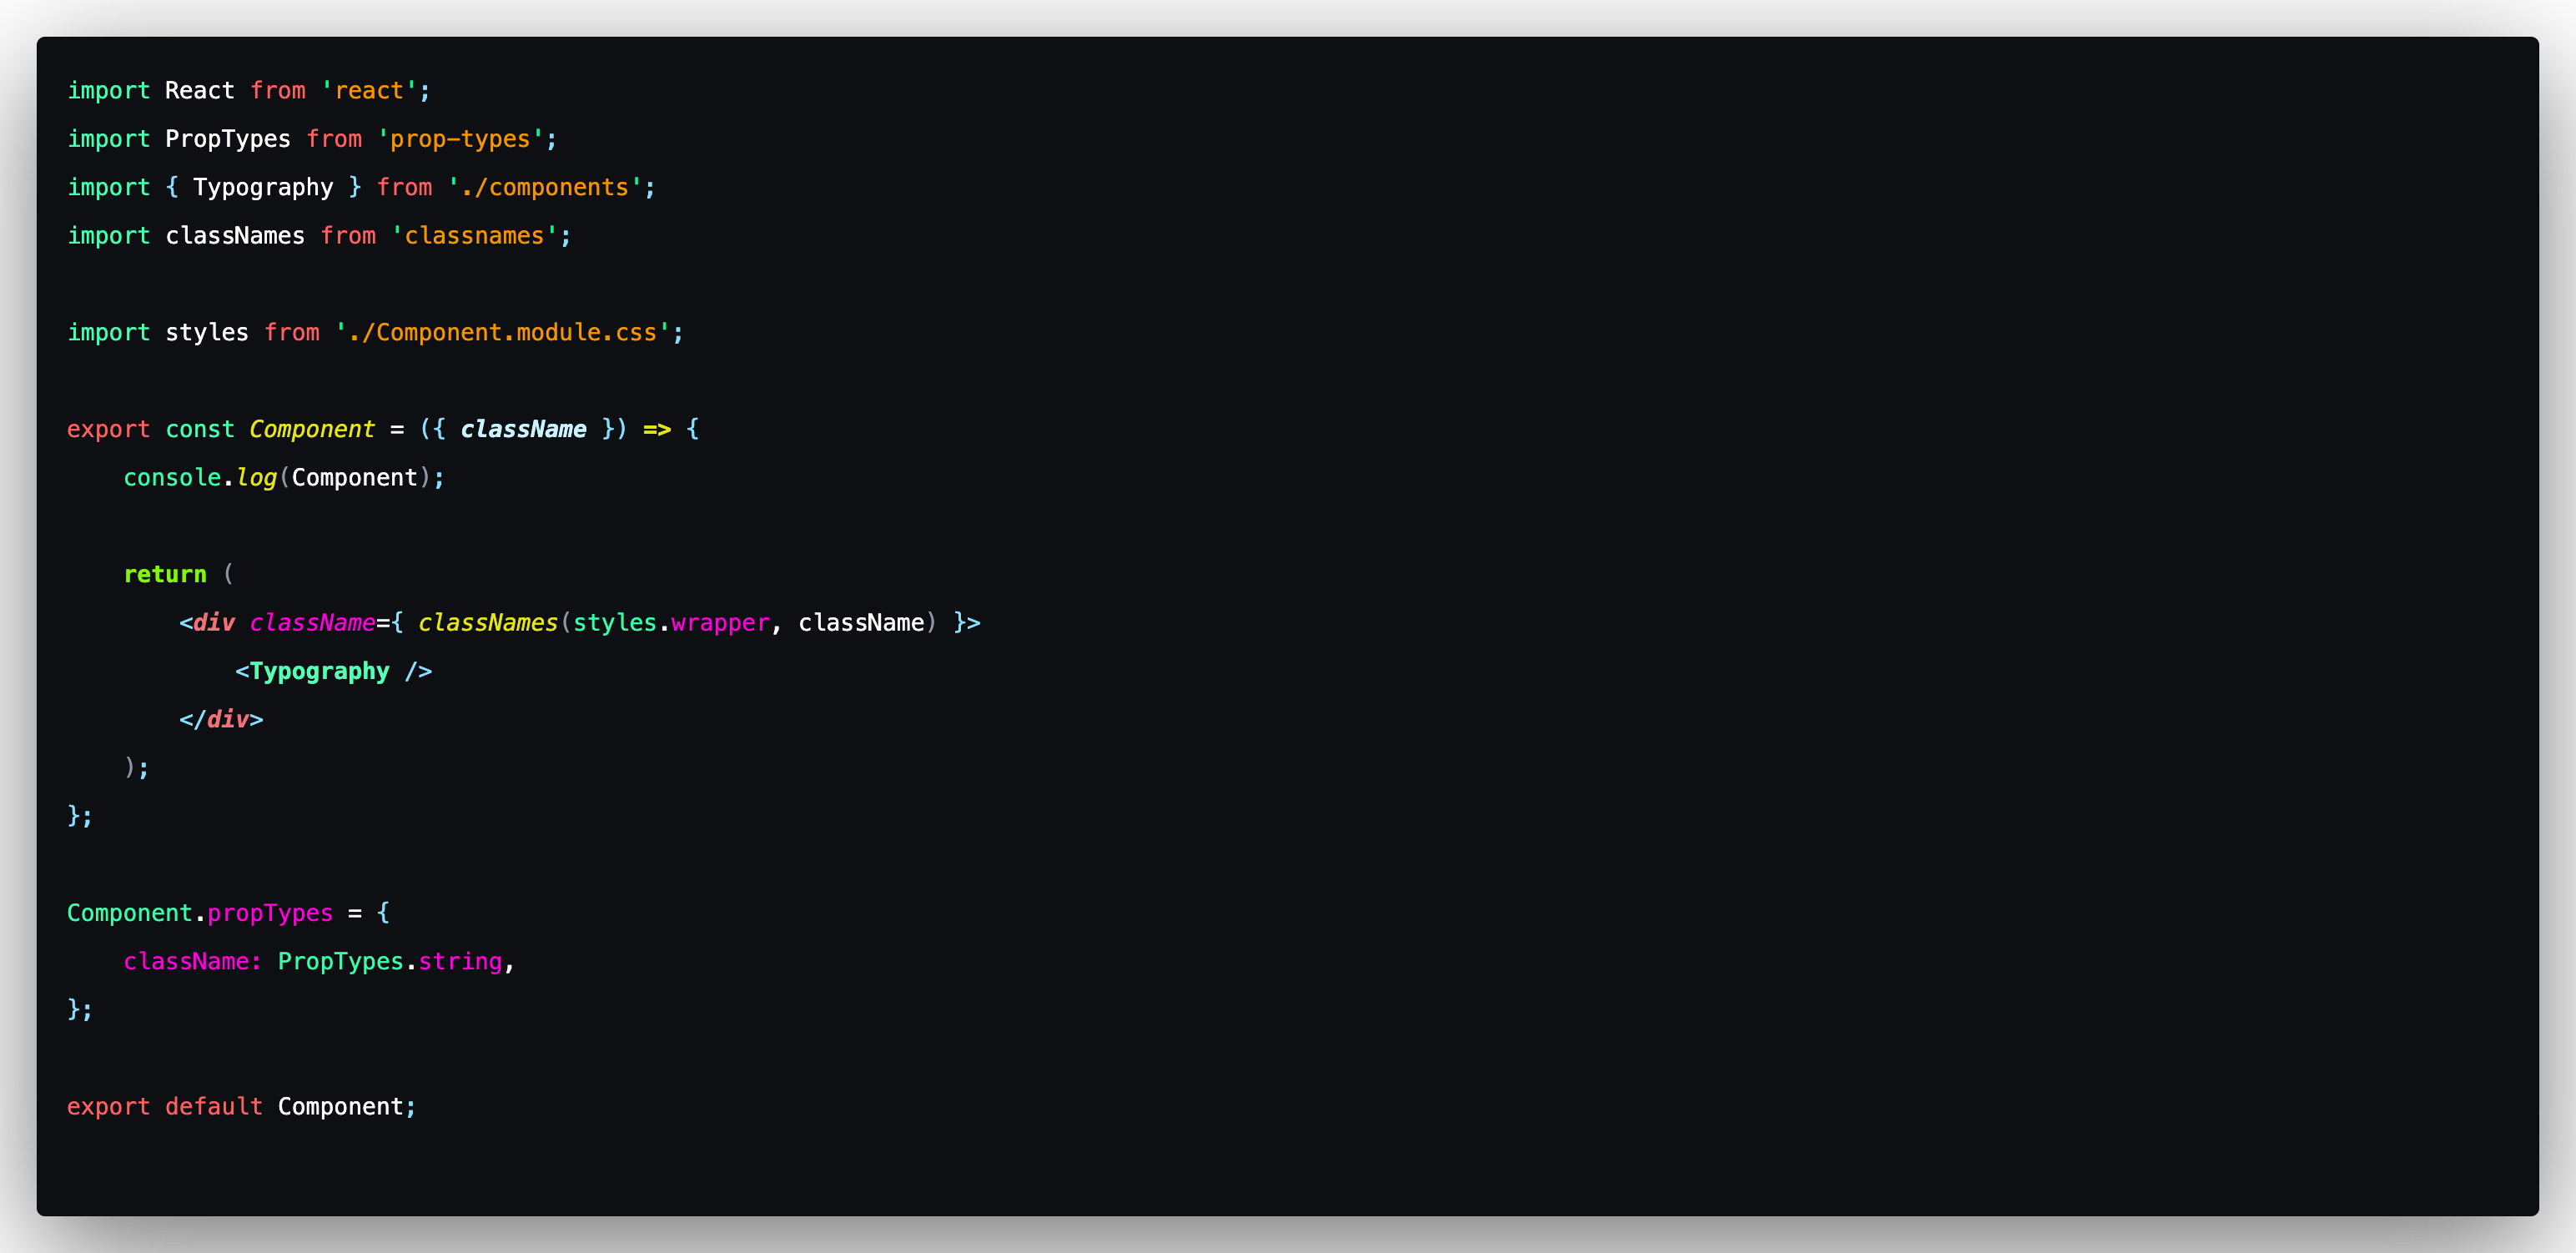 import React from 'react';
import PropTypes from 'prop-types';
import { Typography } from './components';
import classNames from 'classnames';

import styles from './Component.module.css';

export const Component = ({ className }) => {
    console.log(Component);

    return (
        <div className={ classNames(styles.wrapper, className) }>
            <Typography />
        </div>
    );
};

Component.propTypes = {
    className: PropTypes.string,
};

export default Component;